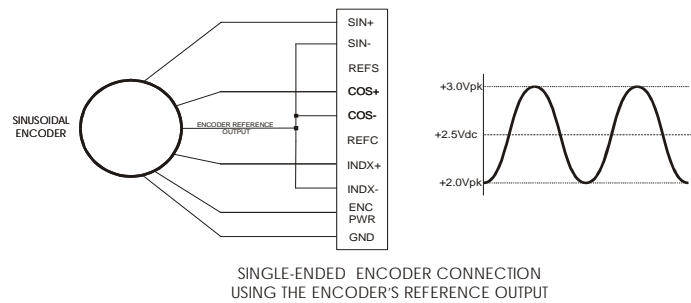 SIN+
SIN-
REFS
COS+
COS-
REFC
INDX+
INDX-
ENC
PWR
GND
SINUSOIDAL
ENCODER
ENCODER REFERENCE
OUTPUT
+3.0Vpk
+2.5Vdc
+2.0Vpk
SINGLE-ENDED ENCODER CONNECTION
USING THE ENCODER'S REFERENCE OUTPUT